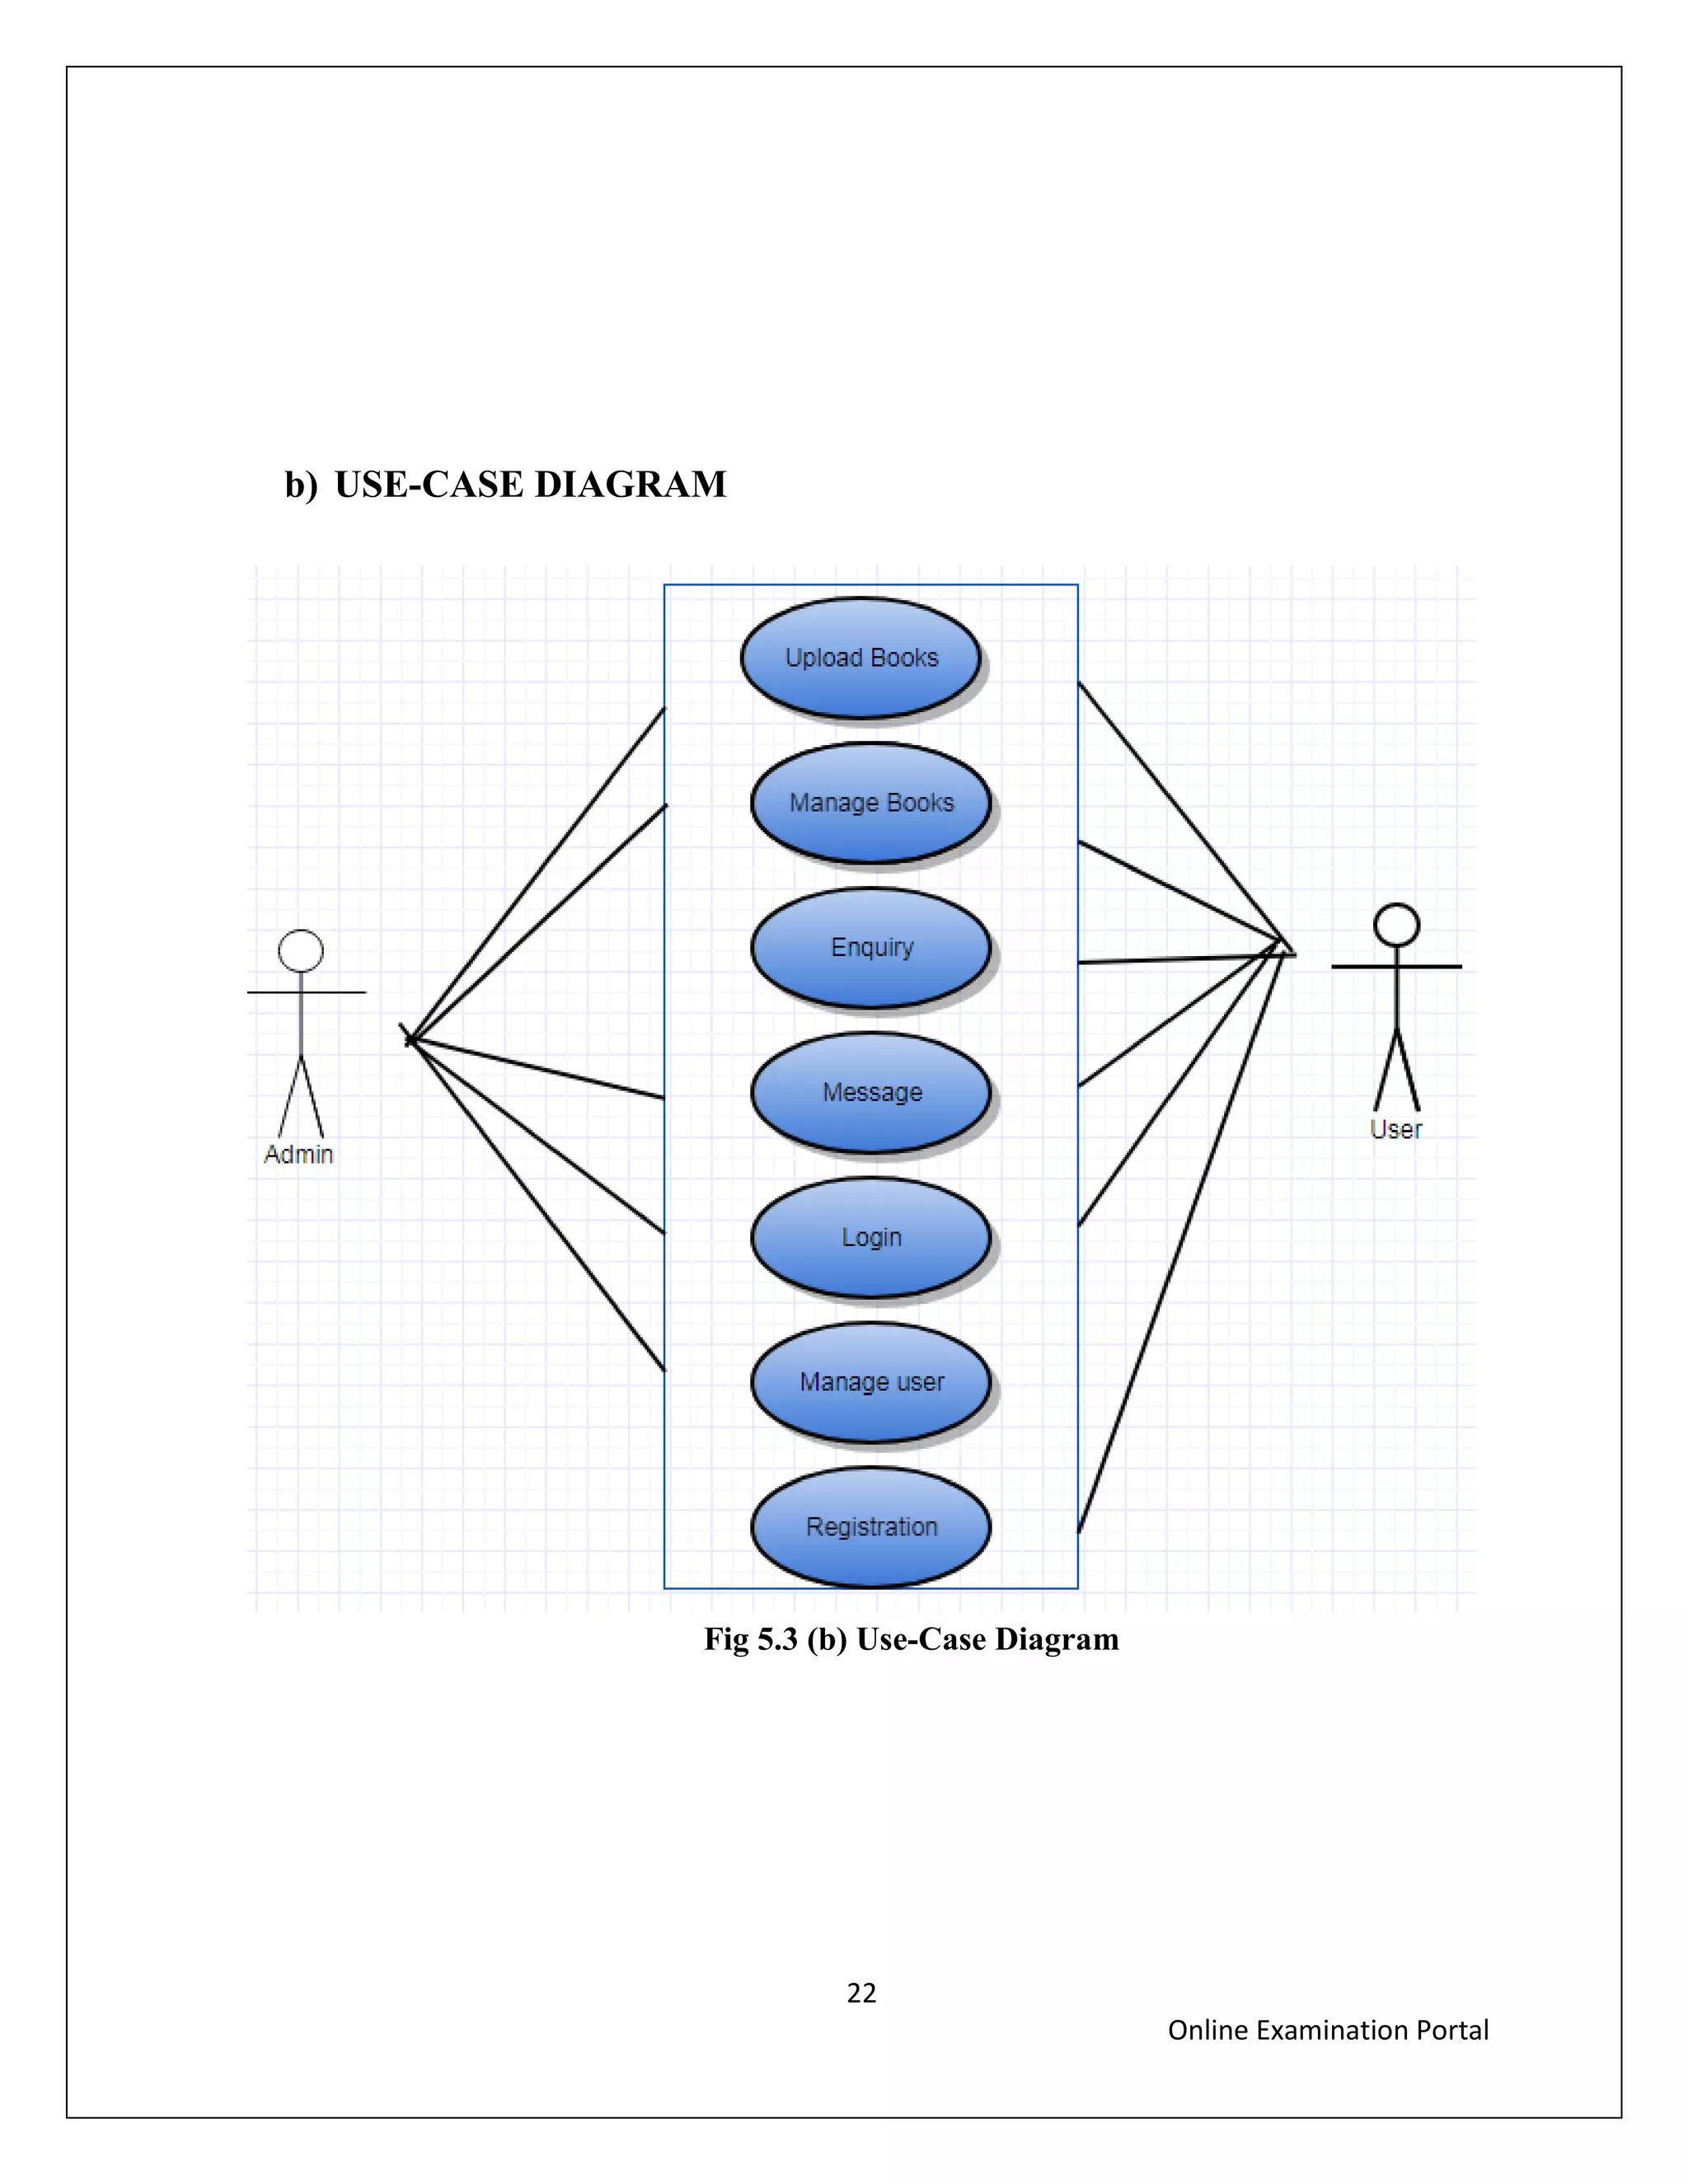 b) USE-CASE DIAGRAM
Upload Books
Manage Books
Enquiry
Message
Login
Manage user
Registration
Admin
User
Fig 5.3 (b) Use-Case Diagram
22
Online Examination Portal